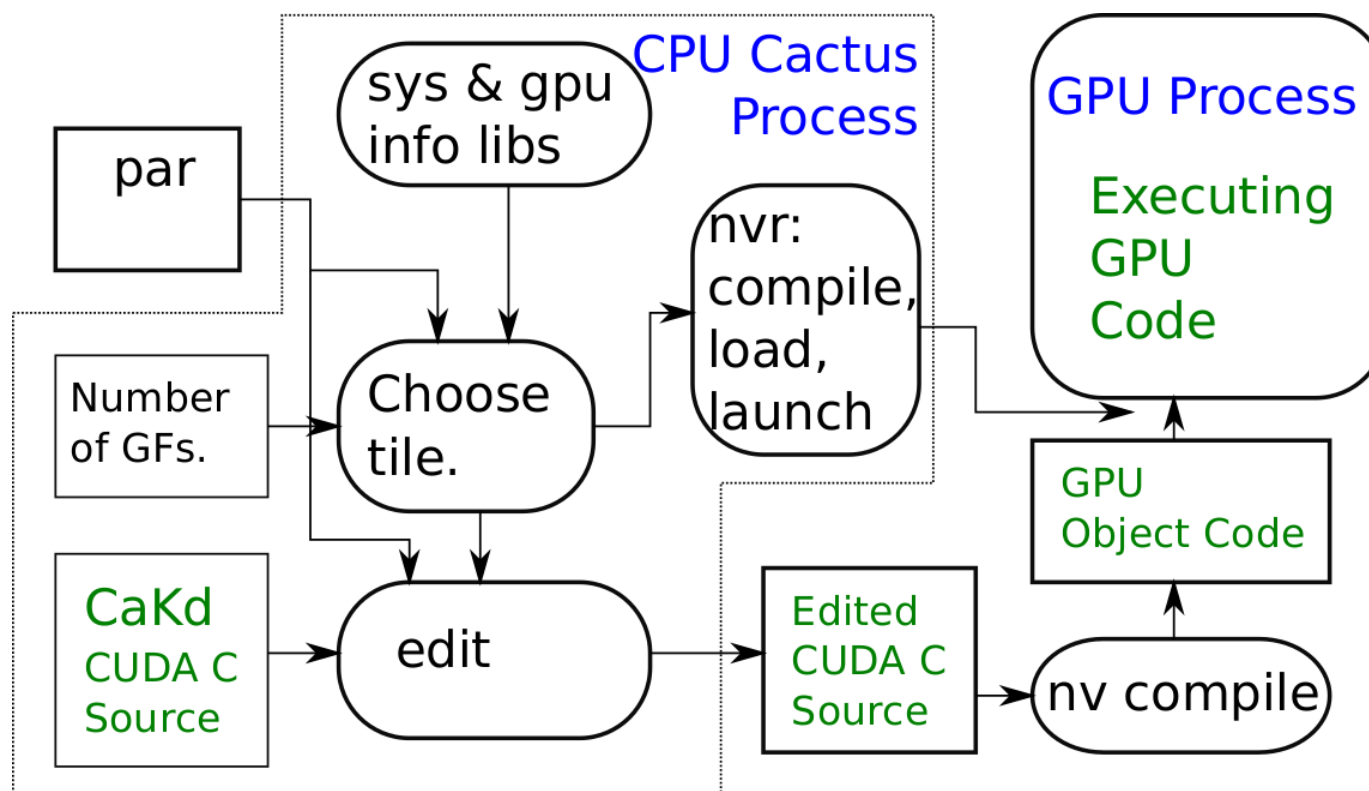 sys & gpu
info libs
CPU Cactus
Process
GPU Process
Executing
GPU
Code
par
nvr:
compile,
load,
launch
Number
of GFs.
Choose
tile.
GPU
Object Code
CaKd
CUDA C
Source
edit
Edited
CUDA C
Source
nv compile